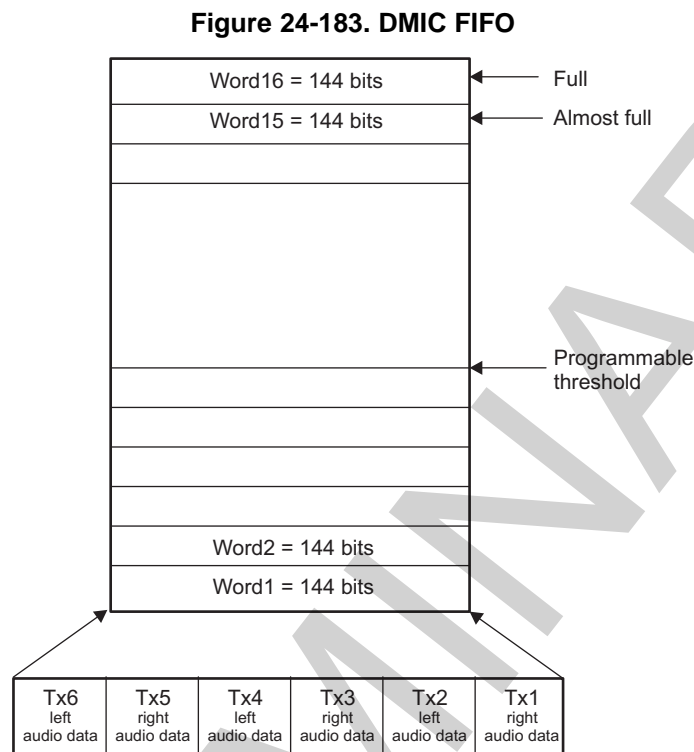 Figure 24-183. DMIC FIFO
Word16 = 144 bits
Full
Word15 = 144 bits
Almost full
Programmable
threshold
Word2 = 144 bits
Word1 = 144 bits
Tx6 Tx5 Tx4 Tx3 Tx2 Tx1
left right left right left right
audio data audio data audio data audio data audio data audio data